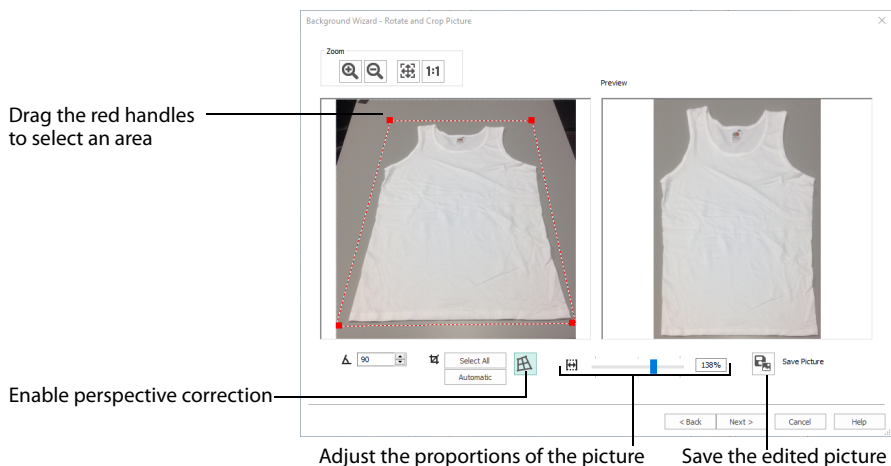 Background Wizard - Rotate and Crop Picture
Zoom
1:1
Preview
Drag the red handles
to select an area
90
Select All
Automatic
138%
Save Picture
Enable perspective correction
< Back
Next >
Cancel
Help
Adjust the proportions of the picture
Save the edited picture